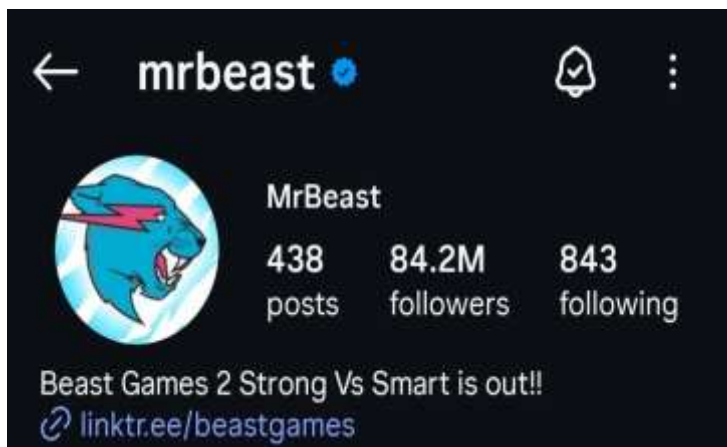 mrbeast
MrBeast
438 84.2M 843
posts followers following
Beast Games 2 Strong Vs Smart is out!!
linktr.ee/beastgames